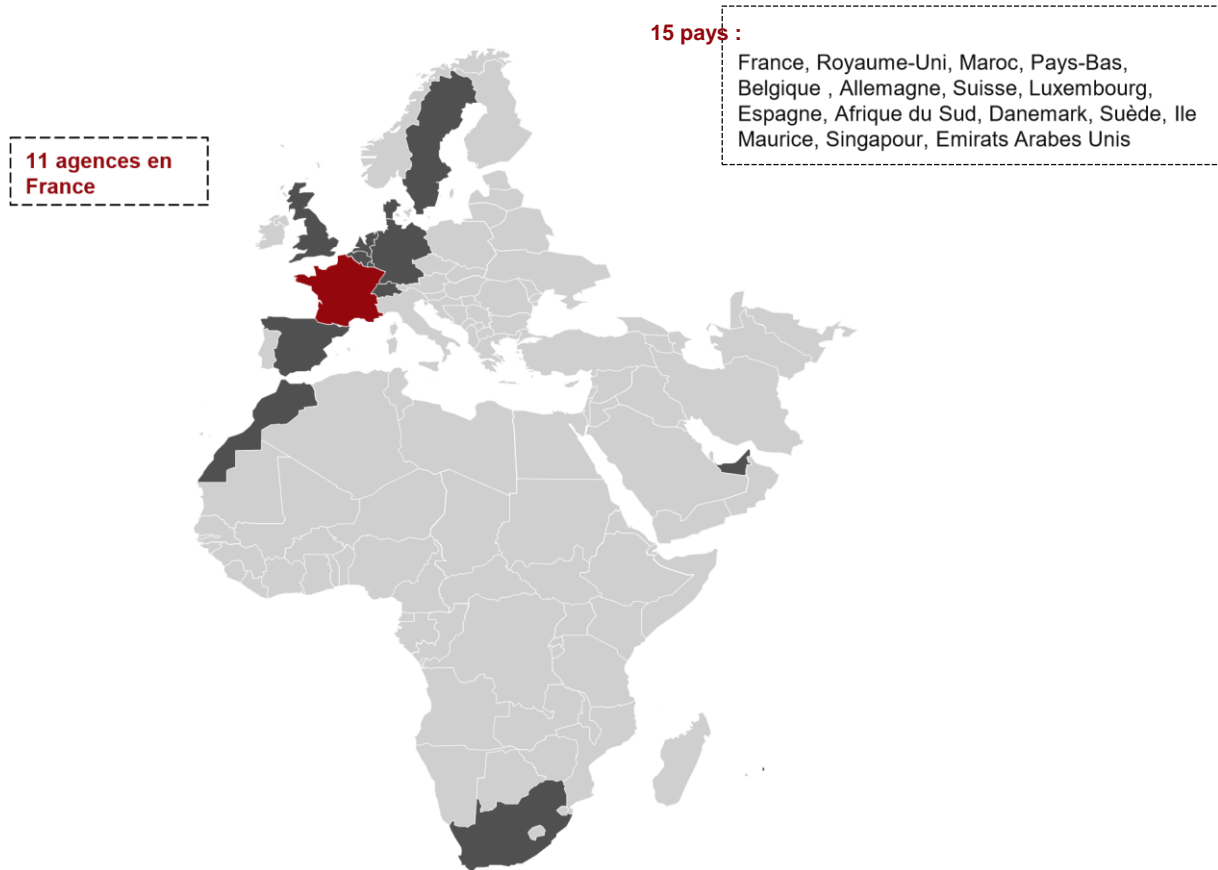 15 pays :
France, Royaume-Uni, Maroc, Pays-Bas,
Belgique , Allemagne, Suisse, Luxembourg,
Espagne, Afrique du Sud, Danemark, Suède, Ile
Maurice, Singapour, Emirats Arabes Unis
11 agences en
France